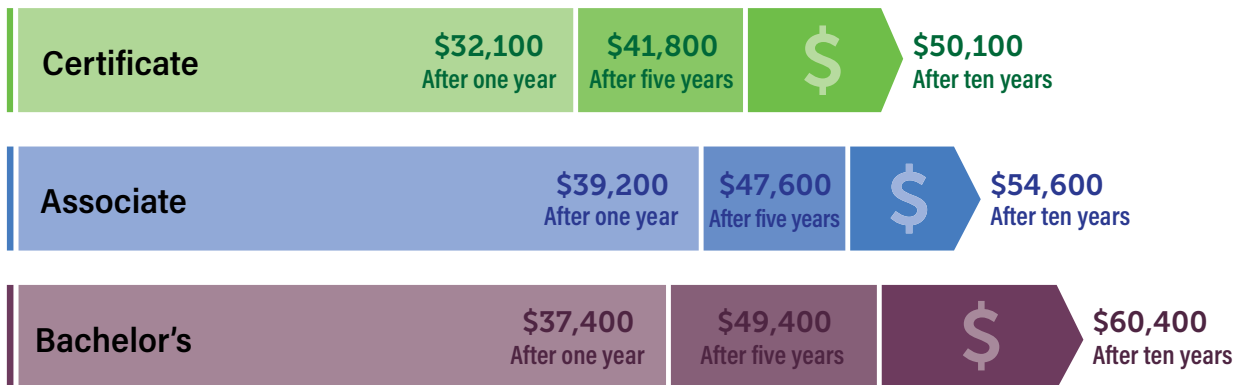 Certificate
$32,100
After one year
$41,800
After five years
$
$50,100
After ten years
Associate
$39,200
After one year
$47,600
After five years
$
$54,600
After ten years
Bachelor's
$37,400
After one year
$49,400
After five years
$
$60,400
After ten years